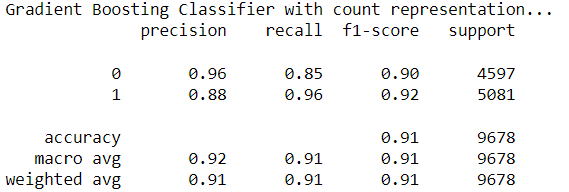 Gradient Boosting Classifier with count representation...
precision recall f1-score support
0 0.96 0.85 0.90 4597
1 0.88 0.96 0.92 5081
accuracy 0.91 9678
macro avg 0.92 0.91 0.91 9678
weighted avg 0.91 0.91 0.91 9678